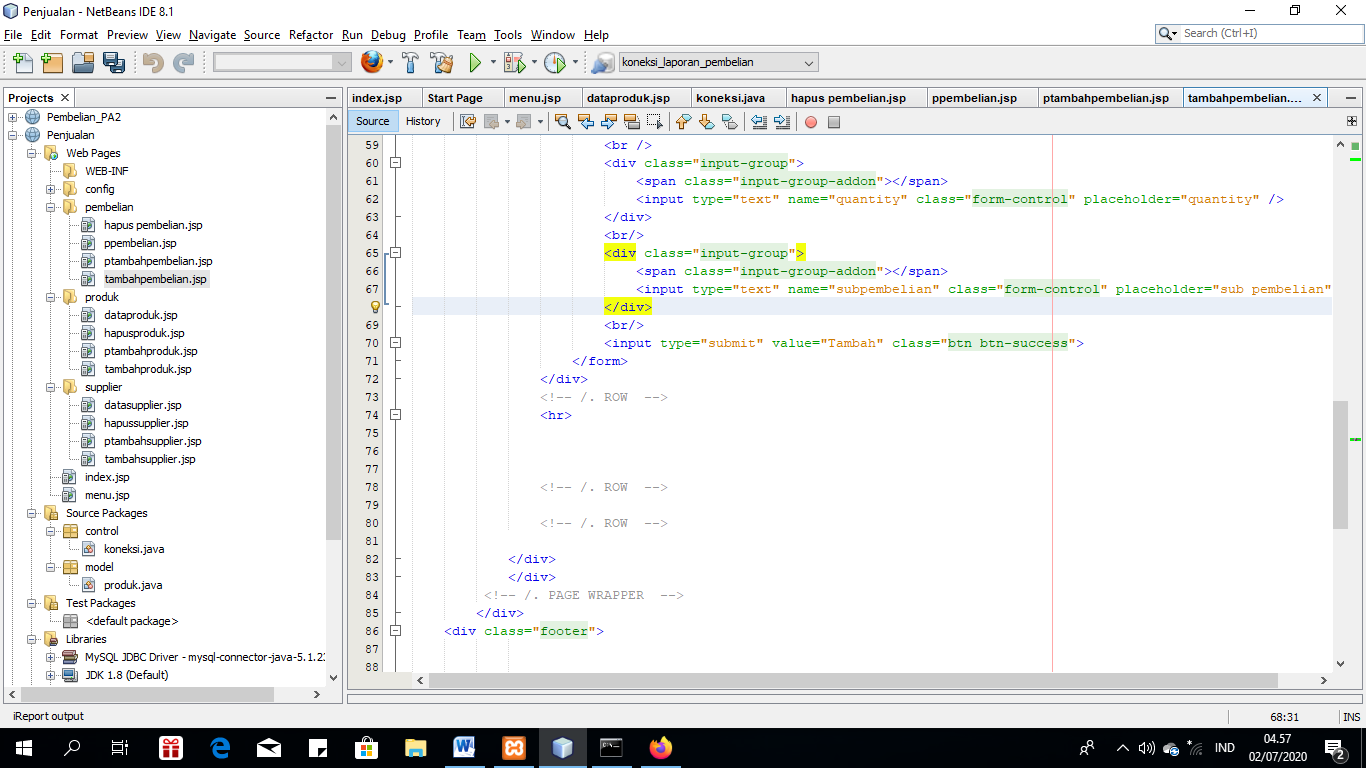 Penjualan - NetBeans IDE 8.1
File Edit Format Preview View Navigate Source Refactor Run Debug Profile Team Tools Window Help
Search (Ctrl+I)
koneksi_laporan_pembelian
Projects
index.jsp Start Page menu.jsp dataproduk.jsp koneksi.java hapus pembelian.jsp ppembelian.jsp ptambahpembelian.jsp tambahpembelian....
Source History
Pembelian_PA2
Penjualan
Web Pages
WEB-INF
config
pembelian
hapus pembelian.jsp
ppembelian.jsp
ptambahpembelian.jsp
tambahpembelian.jsp
produk
dataproduk.jsp
hapusproduk.jsp
ptambahproduk.jsp
tambahproduk.jsp
supplier
datasupplier.jsp
hapussupplier.jsp
ptambahsupplier.jsp
tambahsupplier.jsp
index.jsp
menu.jsp
Source Packages
control
koneksi.java
model
produk.java
Test Packages
<default package>
Libraries
MySQL JDBC Driver - mysql-connector-java-5.1.23
JDK 1.8 (Default)
59 <br />
60 <div class="input-group">
61 <span class="input-group-addon"></span>
62 <input type="text" name="quantity" class="form-control" placeholder="quantity" />
63 </div>
64 <br/>
65 <div class="input-group">
66 <span class="input-group-addon"></span>
67 <input type="text" name="subpembelian" class="form-control" placeholder="sub pembelian"
</div>
69 <br/>
70 <input type="submit" value="Tambah" class="btn btn-success">
71 </form>
72 </div>
73 <!-- /. ROW  -->
74 <hr>
75
76
77
78 <!-- /. ROW  -->
79
80 <!-- /. ROW  -->
81
82 </div>
83 </div>
84 <!-- /. PAGE WRAPPER  -->
85 </div>
86 <div class="footer">
87
88
iReport output
68:31 INS
IND
04.57
02/07/2020
2